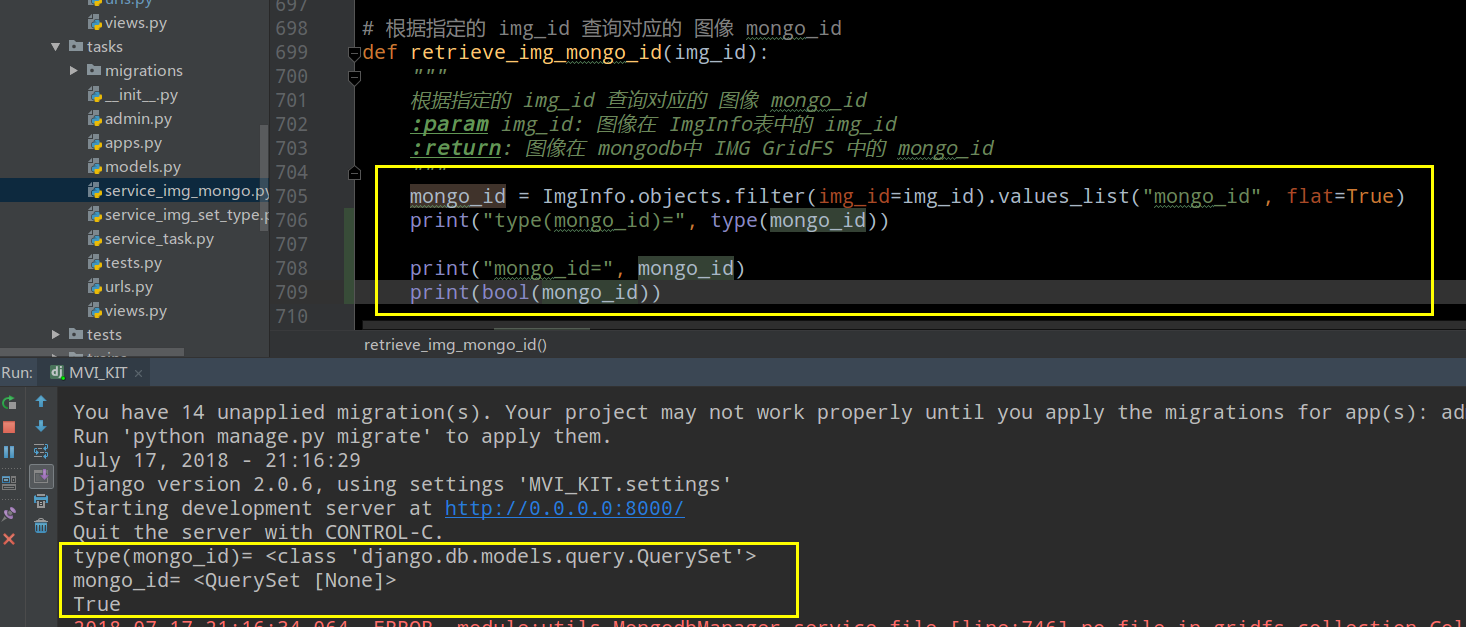 urls.py
views.py
tasks
migrations
__init__.py
admin.py
apps.py
models.py
service_img_mongo.py
service_img_set_type.p
service_task.py
tests.py
urls.py
views.py
tests
697
698 # 根据指定的 img_id 查询对应的 图像 mongo_id
699 def retrieve_img_mongo_id(img_id):
700 """
701 根据指定的 img_id 查询对应的 图像 mongo_id
702 :param img_id: 图像在 ImgInfo表中的 img_id
703 :return: 图像在 mongodb中 IMG GridFS 中的 mongo_id
704 """
705 mongo_id = ImgInfo.objects.filter(img_id=img_id).values_list("mongo_id", flat=True)
706 print("type(mongo_id)=", type(mongo_id))
707
708 print("mongo_id=", mongo_id)
709 print(bool(mongo_id))
710
retrieve_img_mongo_id()
Run: dj MVI_KIT ×
You have 14 unapplied migration(s). Your project may not work properly until you apply the migrations for app(s): ad
Run 'python manage.py migrate' to apply them.
July 17, 2018 - 21:16:29
Django version 2.0.6, using settings 'MVI_KIT.settings'
Starting development server at http://0.0.0.0:8000/
Quit the server with CONTROL-C.
type(mongo_id)= <class 'django.db.models.query.QuerySet'>
mongo_id= <QuerySet [None]>
True